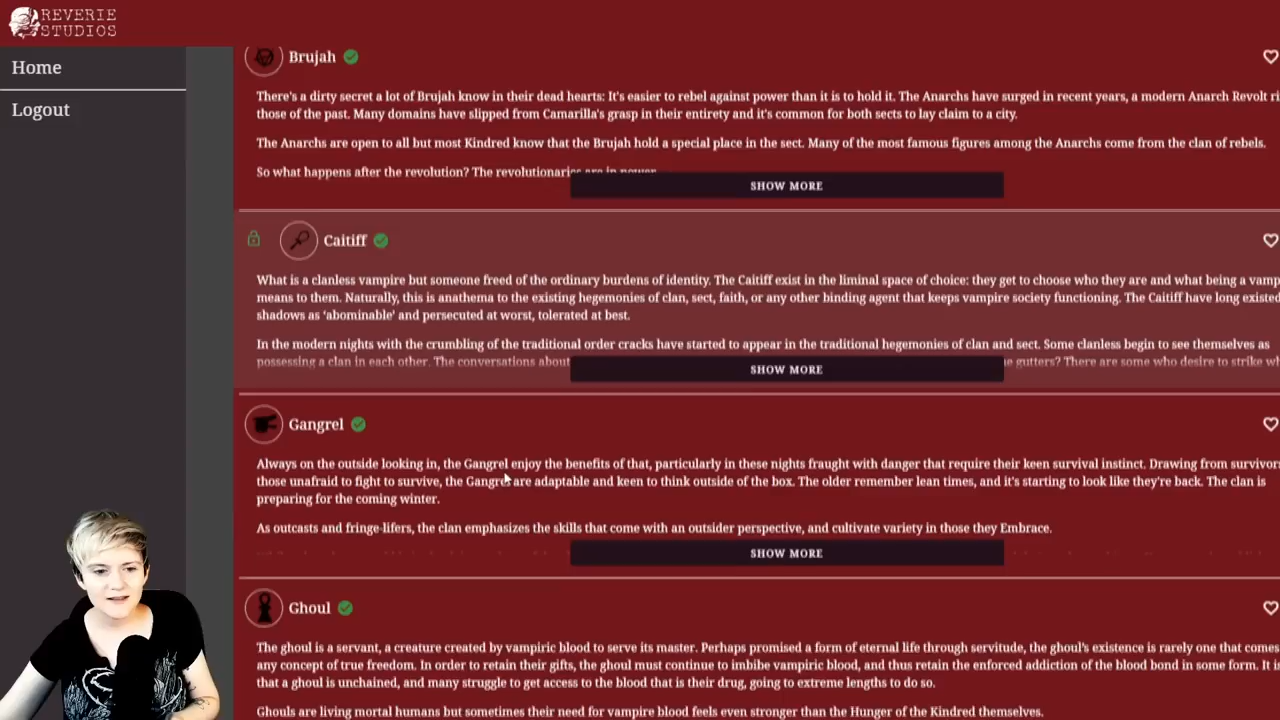 REVERIE
STUDIOS
Home
Logout
Brujah
There's a dirty secret a lot of Brujah know in their dead hearts: It's easier to rebel against power than it is to hold it. The Anarchs have surged in recent years, a modern Anarch Revolt ri
those of the past. Many domains have slipped from Camarilla's grasp in their entirety and it's common for both sects to lay claim to a city.
The Anarchs are open to all but most Kindred know that the Brujah hold a special place in the sect. Many of the most famous figures among the Anarchs come from the clan of rebels.
So what happens after the revolution? The revolutionaries are in power.
SHOW MORE
Caitiff
What is a clanless vampire but someone freed of the ordinary burdens of identity. The Caitiff exist in the liminal space of choice: they get to choose who they are and what being a vamp
means to them. Naturally, this is anathema to the existing hegemonies of clan, sect, faith, or any other binding agent that keeps vampire society functioning. The Caitiff have long existed
shadows as 'abominable' and persecuted at worst, tolerated at best.
In the modern nights with the crumbling of the traditional order cracks have started to appear in the traditional hegemonies of clan and sect. Some clanless begin to see themselves as
possessing a clan in each other. The conversations about e gutters? There are some who desire to strike wh
SHOW MORE
Gangrel
Always on the outside looking in, the Gangrel enjoy the benefits of that, particularly in these nights fraught with danger that require their keen survival instinct. Drawing from survivor
those unafraid to fight to survive, the Gangrel are adaptable and keen to think outside of the box. The older remember lean times, and it's starting to look like they're back. The clan is
preparing for the coming winter.
As outcasts and fringe-lifers, the clan emphasizes the skills that come with an outsider perspective, and cultivate variety in those they Embrace.
SHOW MORE
Ghoul
The ghoul is a servant, a creature created by vampiric blood to serve its master. Perhaps promised a form of eternal life through servitude, the ghoul's existence is rarely one that comes
any concept of true freedom. In order to retain their gifts, the ghoul must continue to imbibe vampiric blood, and thus retain the enforced addiction of the blood bond in some form. It is
that a ghoul is unchained, and many struggle to get access to the blood that is their drug, going to extreme lengths to do so.
Ghouls are living mortal humans but sometimes their need for vampire blood feels even stronger than the Hunger of the Kindred themselves.